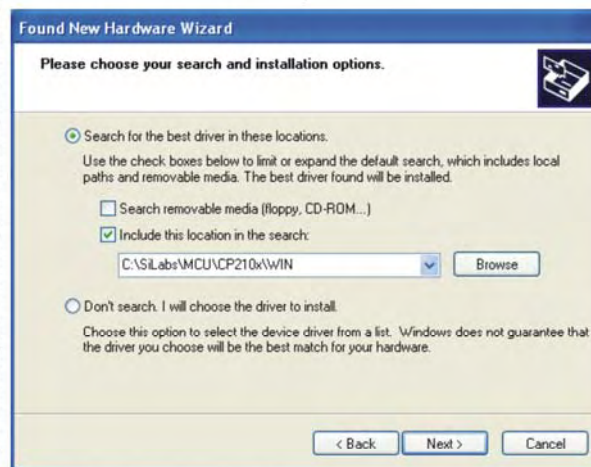 Found New Hardware Wizard
Please choose your search and installation options.
Search for the best driver in these locations.
Use the check boxes below to limit or expand the default search, which includes local
paths and removable media. The best driver found will be installed.
Search removable media (floppy, CD-ROM...)
Include this location in the search:
C:\SiLabs\MCU\CP210x\WIN
Browse
Don't search. I will choose the driver to install.
Choose this option to select the device driver from a list. Windows does not guarantee that
the driver you choose will be the best match for your hardware.
< Back Next > Cancel